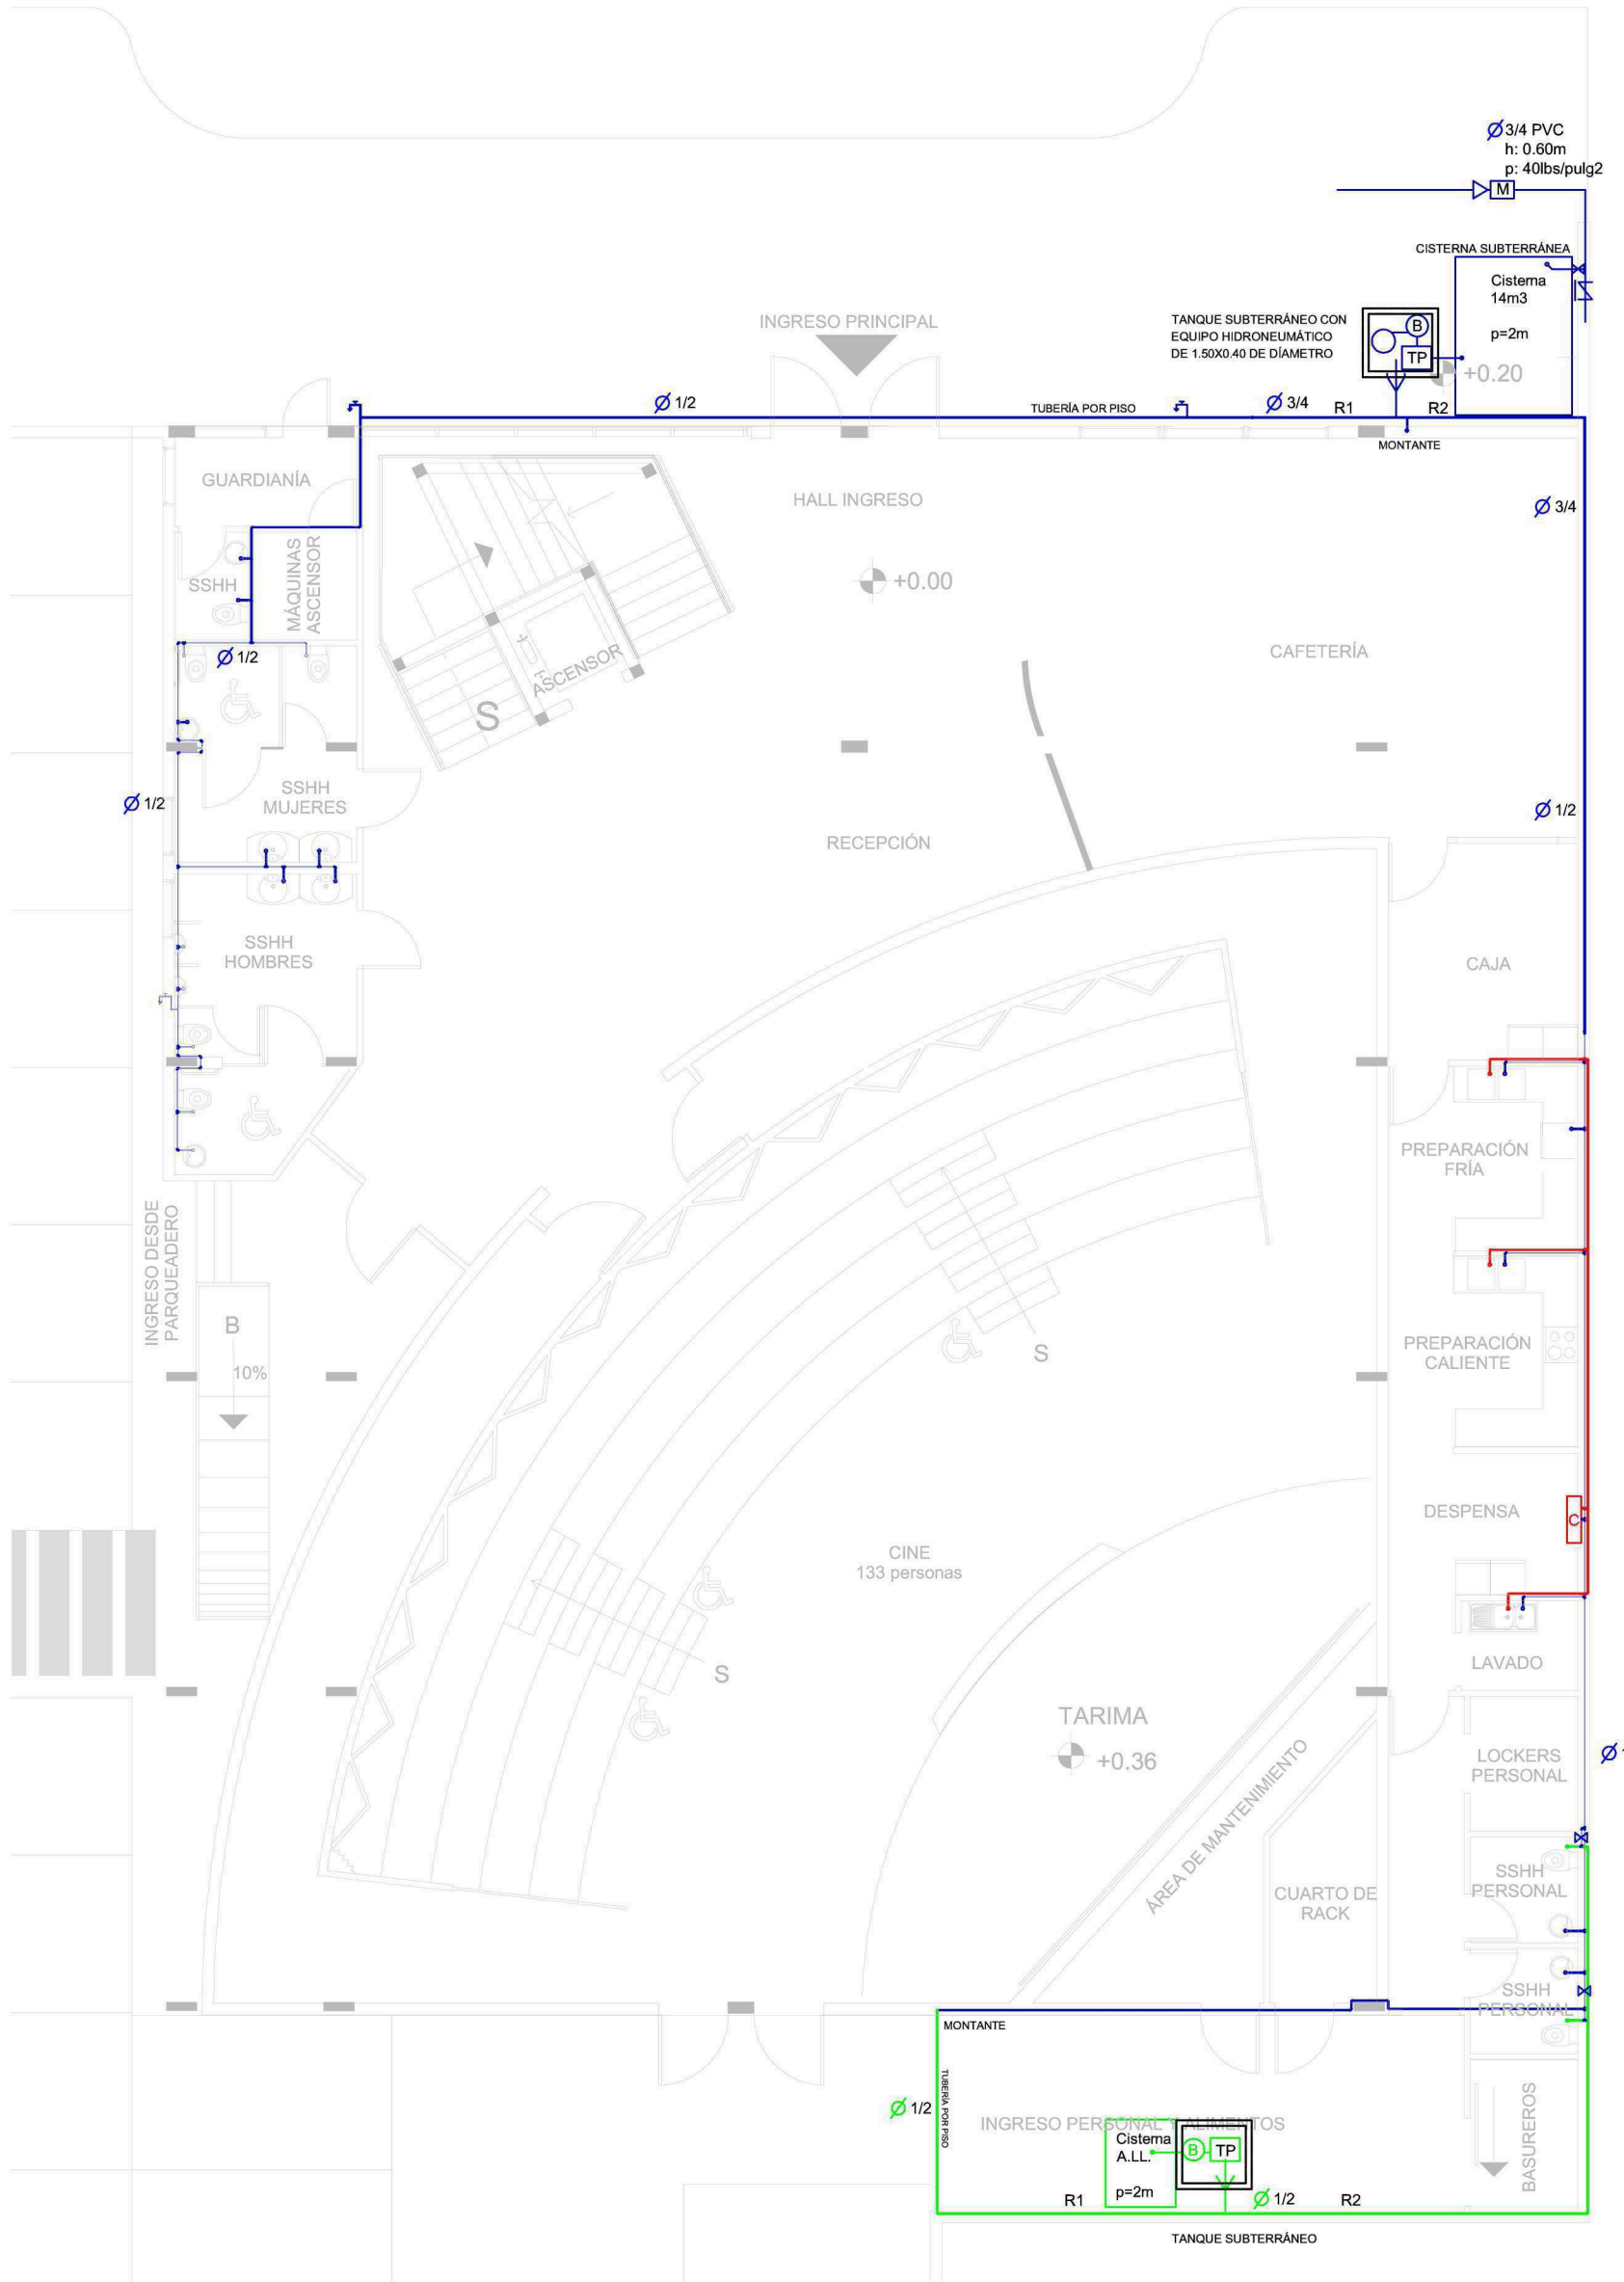 Ø 3/4 PVC
h: 0.60m
p: 40lbs/pulg2
M
CISTERNA SUBTERRÁNEA
Cisterna
14m3
p=2m
INGRESO PRINCIPAL
TANQUE SUBTERRÁNEO CON
EQUIPO HIDRONEUMÁTICO
DE 1.50X0.40 DE DÍAMETRO
B
TP
+0.20
Ø 1/2
TUBERÍA POR PISO
Ø 3/4
R1
R2
MONTANTE
GUARDIANÍA
HALL INGRESO
Ø 3/4
MÁQUINAS
ASCENSOR
SSHH
+0.00
Ø 1/2
ASCENSOR
CAFETERÍA
S
SSHH
MUJERES
Ø 1/2
Ø 1/2
RECEPCIÓN
SSHH
HOMBRES
CAJA
PREPARACIÓN
FRÍA
INGRESO DESDE
PARQUEADERO
B
10%
S
PREPARACIÓN
CALIENTE
DESPENSA
C
CINE
133 personas
S
LAVADO
TARIMA
+0.36
LOCKERS
PERSONAL
ÁREA DE MANTENIMIENTO
CUARTO DE
RACK
SSHH
PERSONAL
SSHH
PERSONAL
MONTANTE
TUBERÍA POR PISO
Ø 1/2
INGRESO PERSONAL Y ALIMENTOS
Cisterna
A.LL.
p=2m
B
TP
BASUREROS
R1
Ø 1/2
R2
TANQUE SUBTERRÁNEO